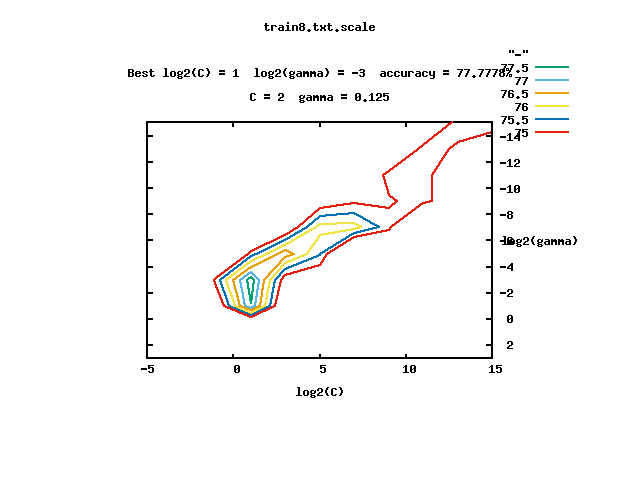 train8.txt.scale
"-"
Best log2(C) = 1  log2(gamma) = -3  accuracy = 77.7778%
77.5
77
76.5
C = 2  gamma = 0.125
76
75.5
75
-14
-12
-10
-8
-6
log2(gamma)
-4
-2
0
2
-5 0 5 10 15
log2(C)